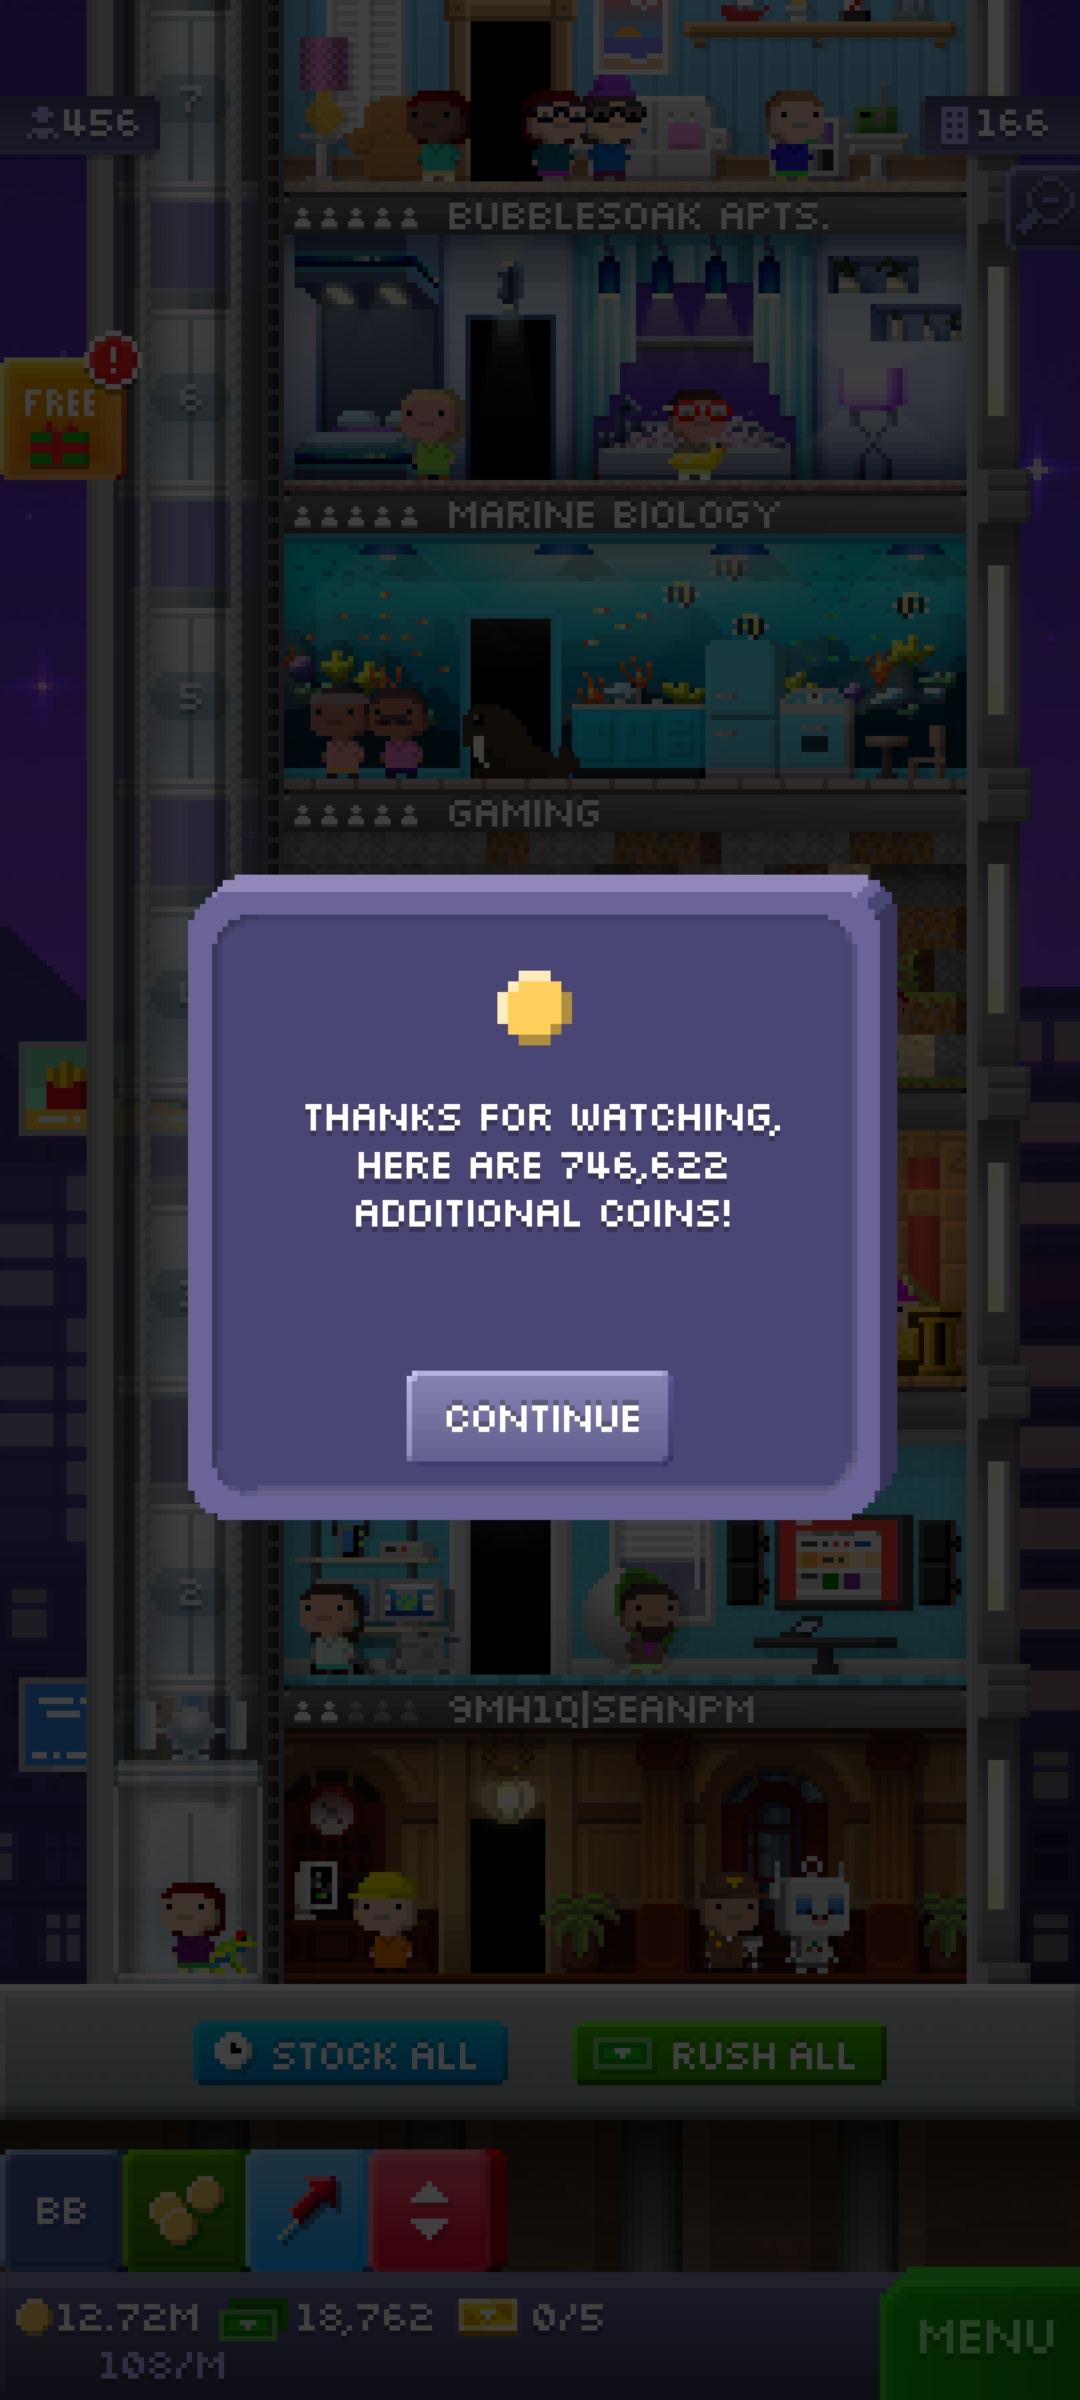 7
456
166
BUBBLESOAK APTS.
FREE
!
6
MARINE BIOLOGY
5
GAMING
THANKS FOR WATCHING,
HERE ARE 746,622
ADDITIONAL COINS!
CONTINUE
2
9MH1Q|SEANPM
STOCK ALL
RUSH ALL
BB
12.72M
18,762
0/5
MENU
108/M